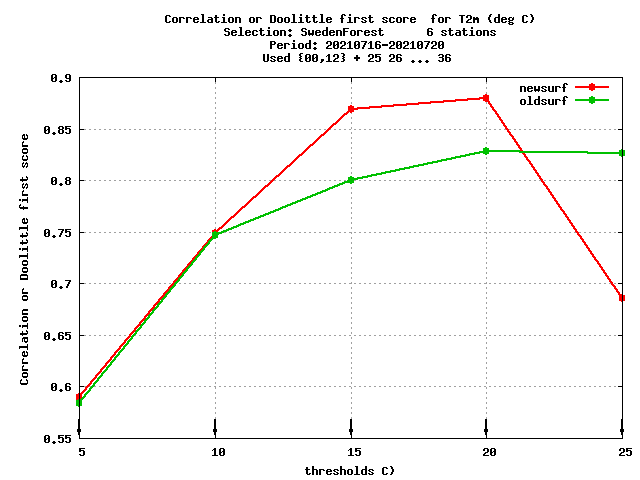 Correlation or Doolittle first score  for T2m (deg C)
Selection: SwedenForest      6 stations
Period: 20210716-20210720
Used {00,12} + 25 26 ... 36
newsurf
oldsurf
Correlation or Doolittle first score
0.9
0.85
0.8
0.75
0.7
0.65
0.6
0.55
5 10 15 20 25
thresholds C)